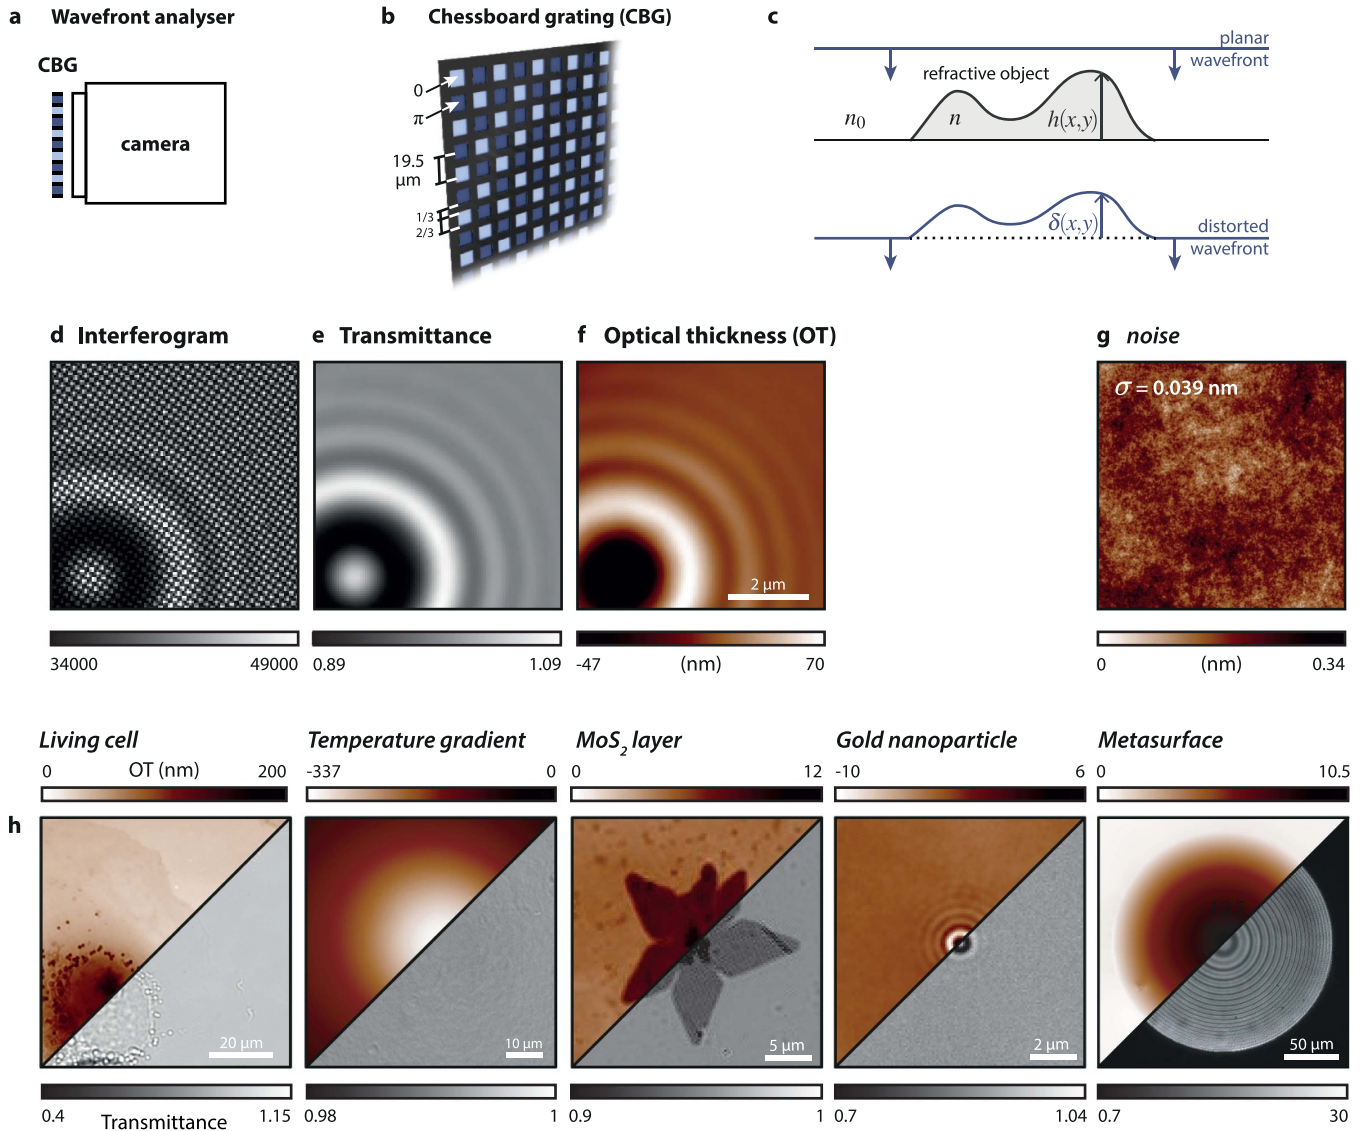 a Wavefront analyser
CBG
camera
b Chessboard grating (CBG)
0
π
19.5
μm
1/3
2/3
c
planar
wavefront
refractive object
n0
n
h(x,y)
δ(x,y)
distorted
wavefront
d Interferogram
34000 49000
e Transmittance
0.89 1.09
f Optical thickness (OT)
2 μm
-47 (nm) 70
g noise
σ = 0.039 nm
0 (nm) 0.34
h
Living cell
0 OT (nm) 200
20 μm
0.4 Transmittance 1.15
Temperature gradient
-337 0
10 μm
0.98 1
MoS2 layer
0 12
5 μm
0.9 1
Gold nanoparticle
-10 6
2 μm
0.7 1.04
Metasurface
0 10.5
50 μm
0.7 30